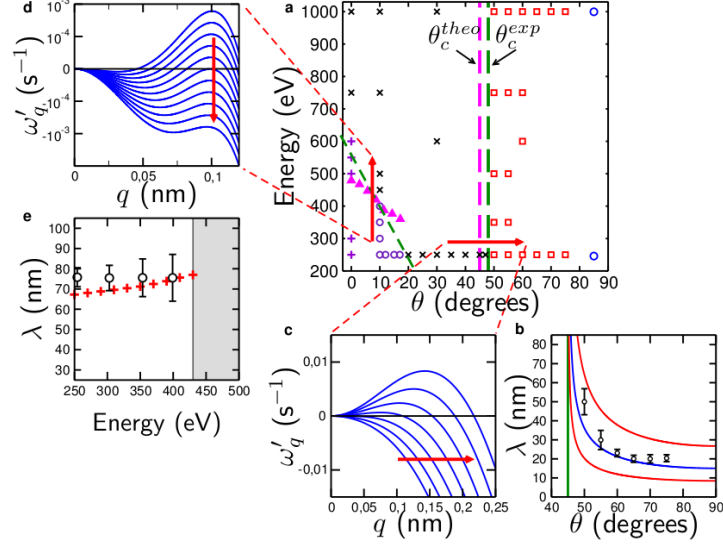 d
10⁻³
10⁻⁴
0
-10⁻⁴
-10⁻³
ω′_q (s⁻¹)
0 0,05 0,1
q (nm)
a
1000
900
800
700
600
500
400
300
200
Energy (eV)
θ_c^{theo} θ_c^{exp}
0 10 20 30 40 50 60 70 80 90
θ (degrees)
e
100
90
80
70
60
50
40
30
λ (nm)
250 300 350 400 450 500
Energy (eV)
c
0,01
0
-0,01
ω′_q (s⁻¹)
0 0,05 0,1 0,15 0,2 0,25
q (nm)
b
80
70
60
50
40
30
20
10
0
λ (nm)
40 50 60 70 80 90
θ (degrees)